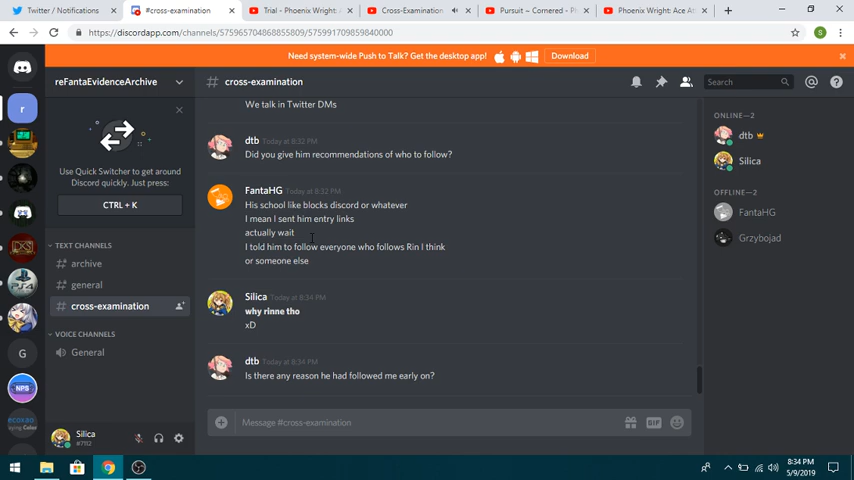 Twitter / Notifications
#cross-examination
Trial - Phoenix Wright: A
Cross-Examination
Pursuit ~ Cornered - Ph
Phoenix Wright: Ace At
https://discordapp.com/channels/575965704868855809/575991709859840000
S
Need system-wide Push to Talk? Get the desktop app!
Download
reFantaEvidenceArchive
# cross-examination
Search
Use Quick Switcher to get around
Discord quickly. Just press:
CTRL + K
TEXT CHANNELS
# archive
# general
# cross-examination
VOICE CHANNELS
General
r
G
NPS
Silica
#7112
We talk in Twitter DMs
dtb Today at 8:32 PM
Did you give him recommendations of who to follow?
FantaHG Today at 8:32 PM
His school like blocks discord or whatever
I mean I sent him entry links
actually wait
I told him to follow everyone who follows Rin I think
or someone else
Silica Today at 8:34 PM
why rinne tho
xD
dtb Today at 8:34 PM
Is there any reason he had followed me early on?
Message #cross-examination
GIF
ONLINE—2
dtb
Silica
OFFLINE—2
FantaHG
Grzybojad
8:34 PM
5/9/2019